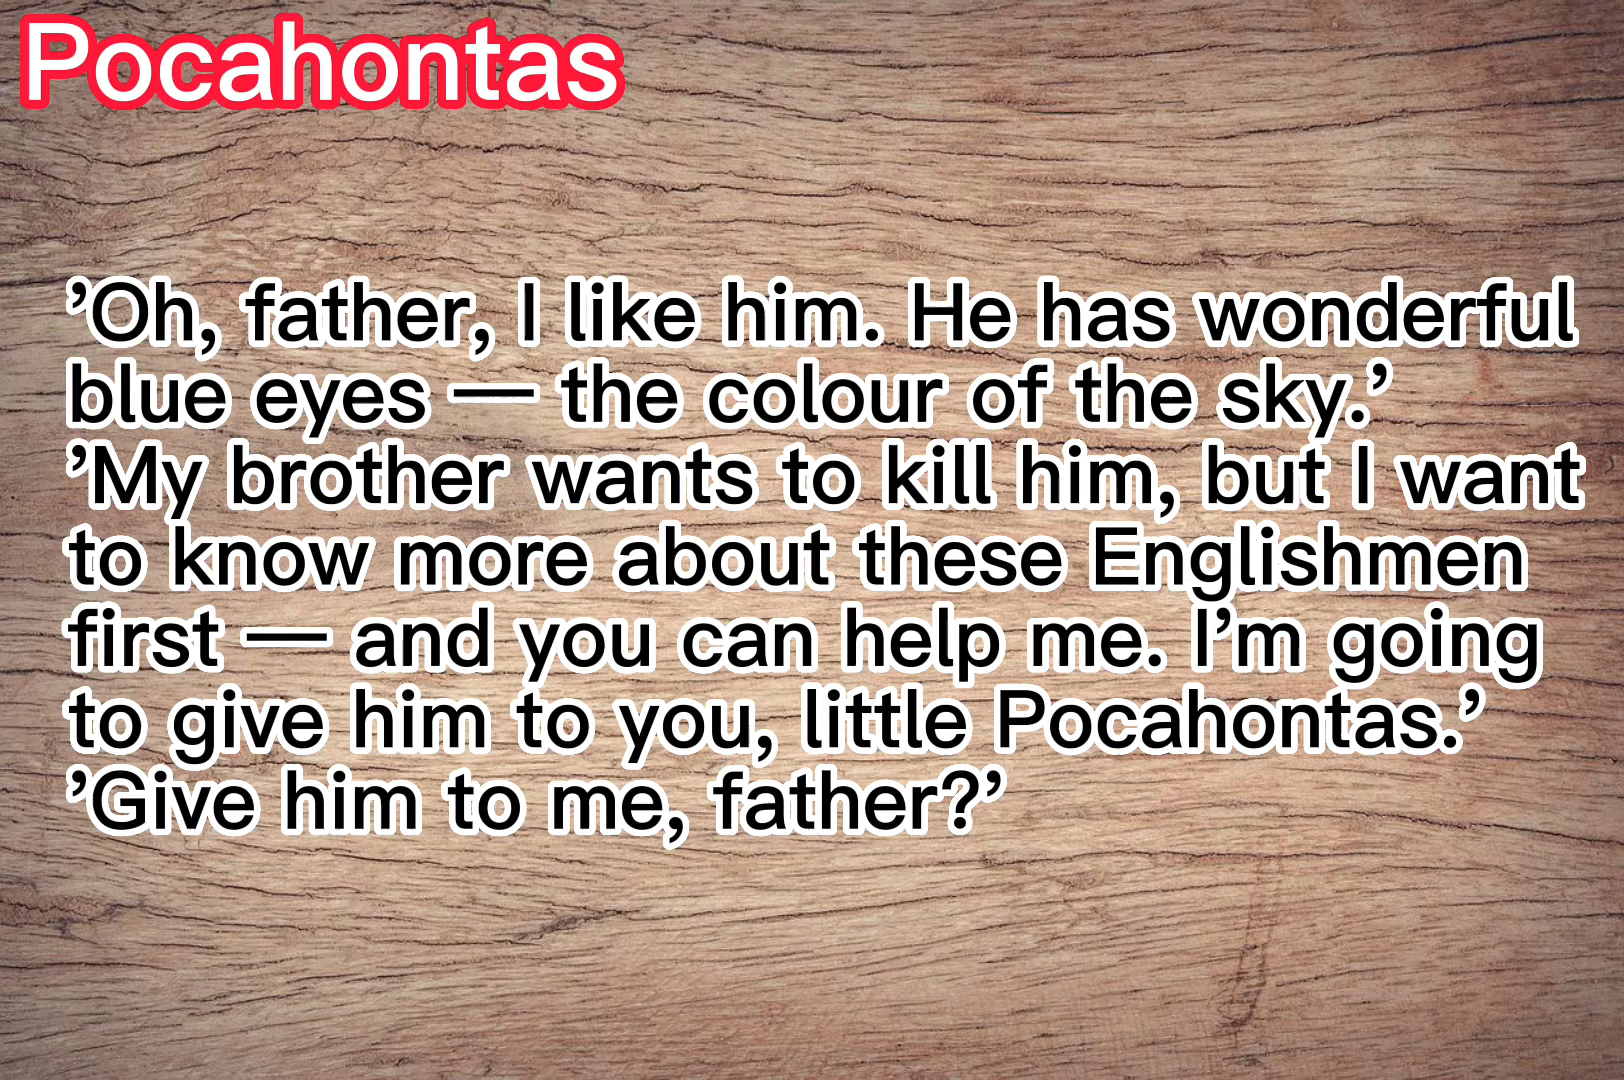 Pocahontas
’Oh, father, I like him. He has wonderful
blue eyes — the colour of the sky.’
’My brother wants to kill him, but I want
to know more about these Englishmen
first — and you can help me. I’m going
to give him to you, little Pocahontas.’
’Give him to me, father?’